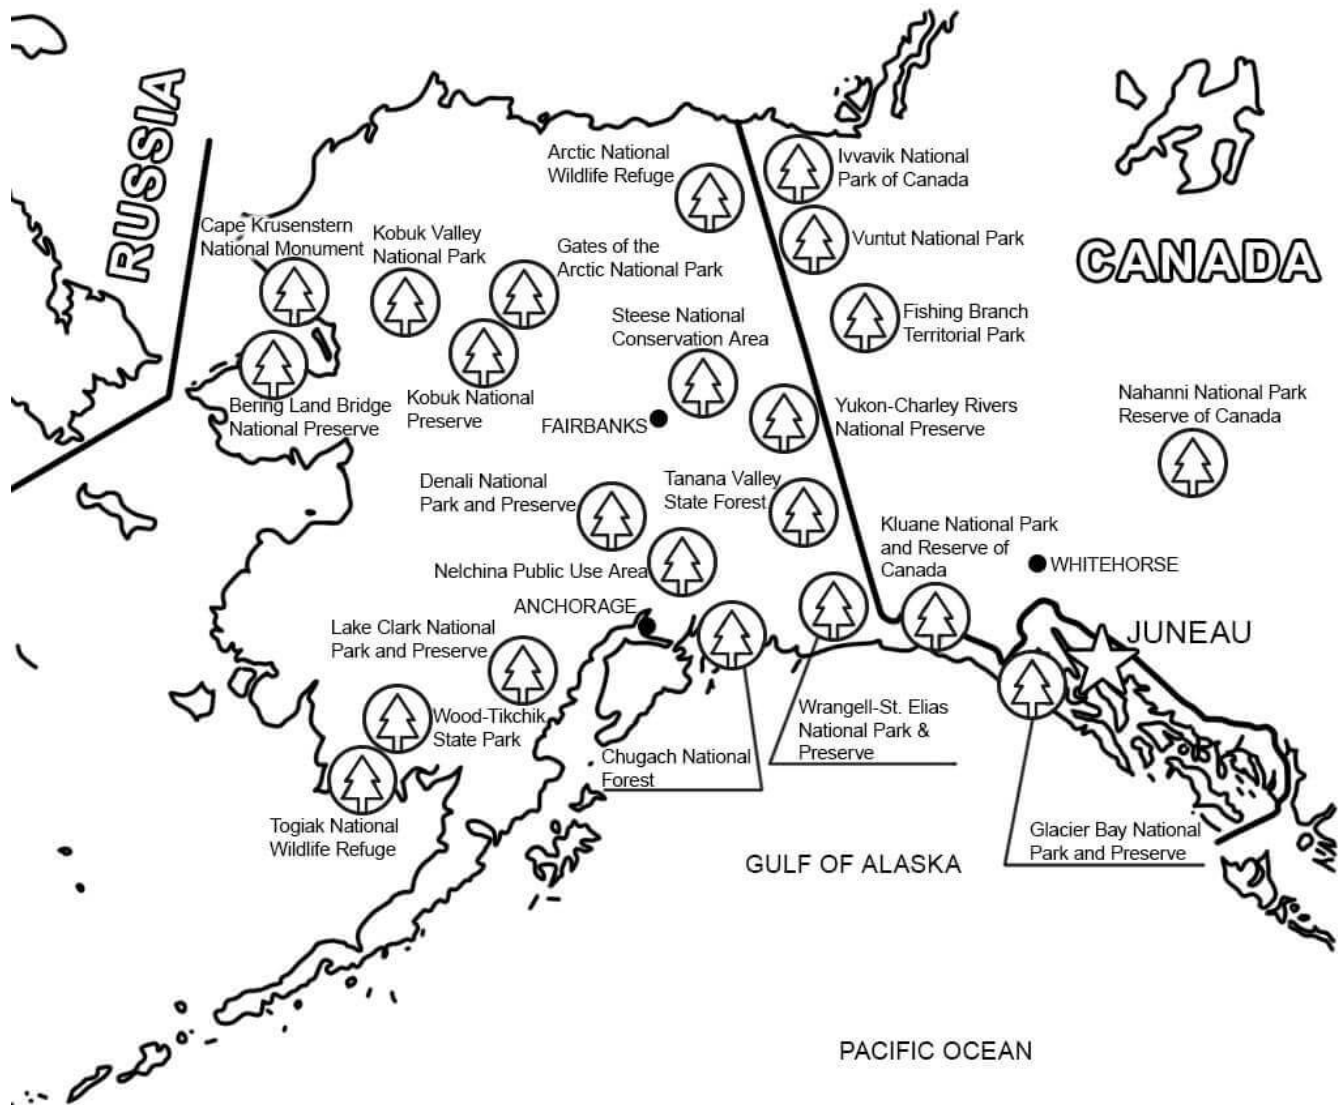 RUSSIA
CANADA
Arctic National
Wildlife Refuge
Ivvavik National
Park of Canada
Cape Krusenstern
National Monument
Kobuk Valley
National Park
Gates of the
Arctic National Park
Vuntut National Park
Steese National
Conservation Area
Fishing Branch
Territorial Park
Bering Land Bridge
National Preserve
Kobuk National
Preserve
FAIRBANKS
Yukon-Charley Rivers
National Preserve
Nahanni National Park
Reserve of Canada
Denali National
Park and Preserve
Tanana Valley
State Forest
Kluane National Park
and Reserve of
Canada
Nelchina Public Use Area
WHITEHORSE
ANCHORAGE
JUNEAU
Lake Clark National
Park and Preserve
Wood-Tikchik
State Park
Wrangell-St. Elias
National Park &
Preserve
Chugach National
Forest
Togiak National
Wildlife Refuge
Glacier Bay National
Park and Preserve
GULF OF ALASKA
PACIFIC OCEAN